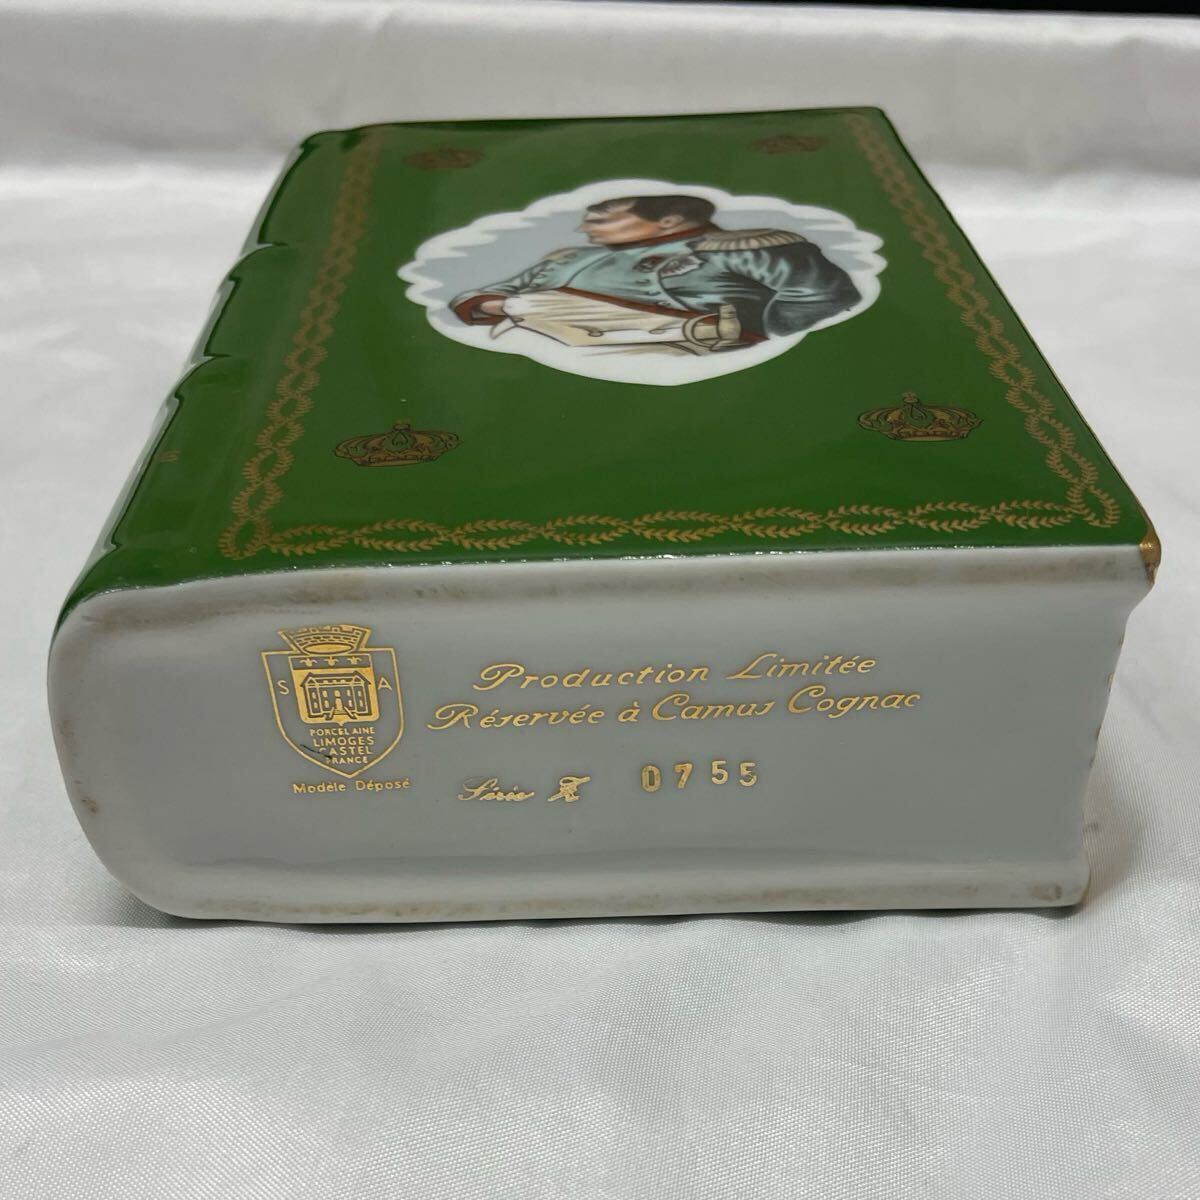 S A
PORCELAINE
LIMOGES
CASTEL
FRANCE
Modèle Déposé
Production Limitée
Réservée à Camus Cognac
Série 0755